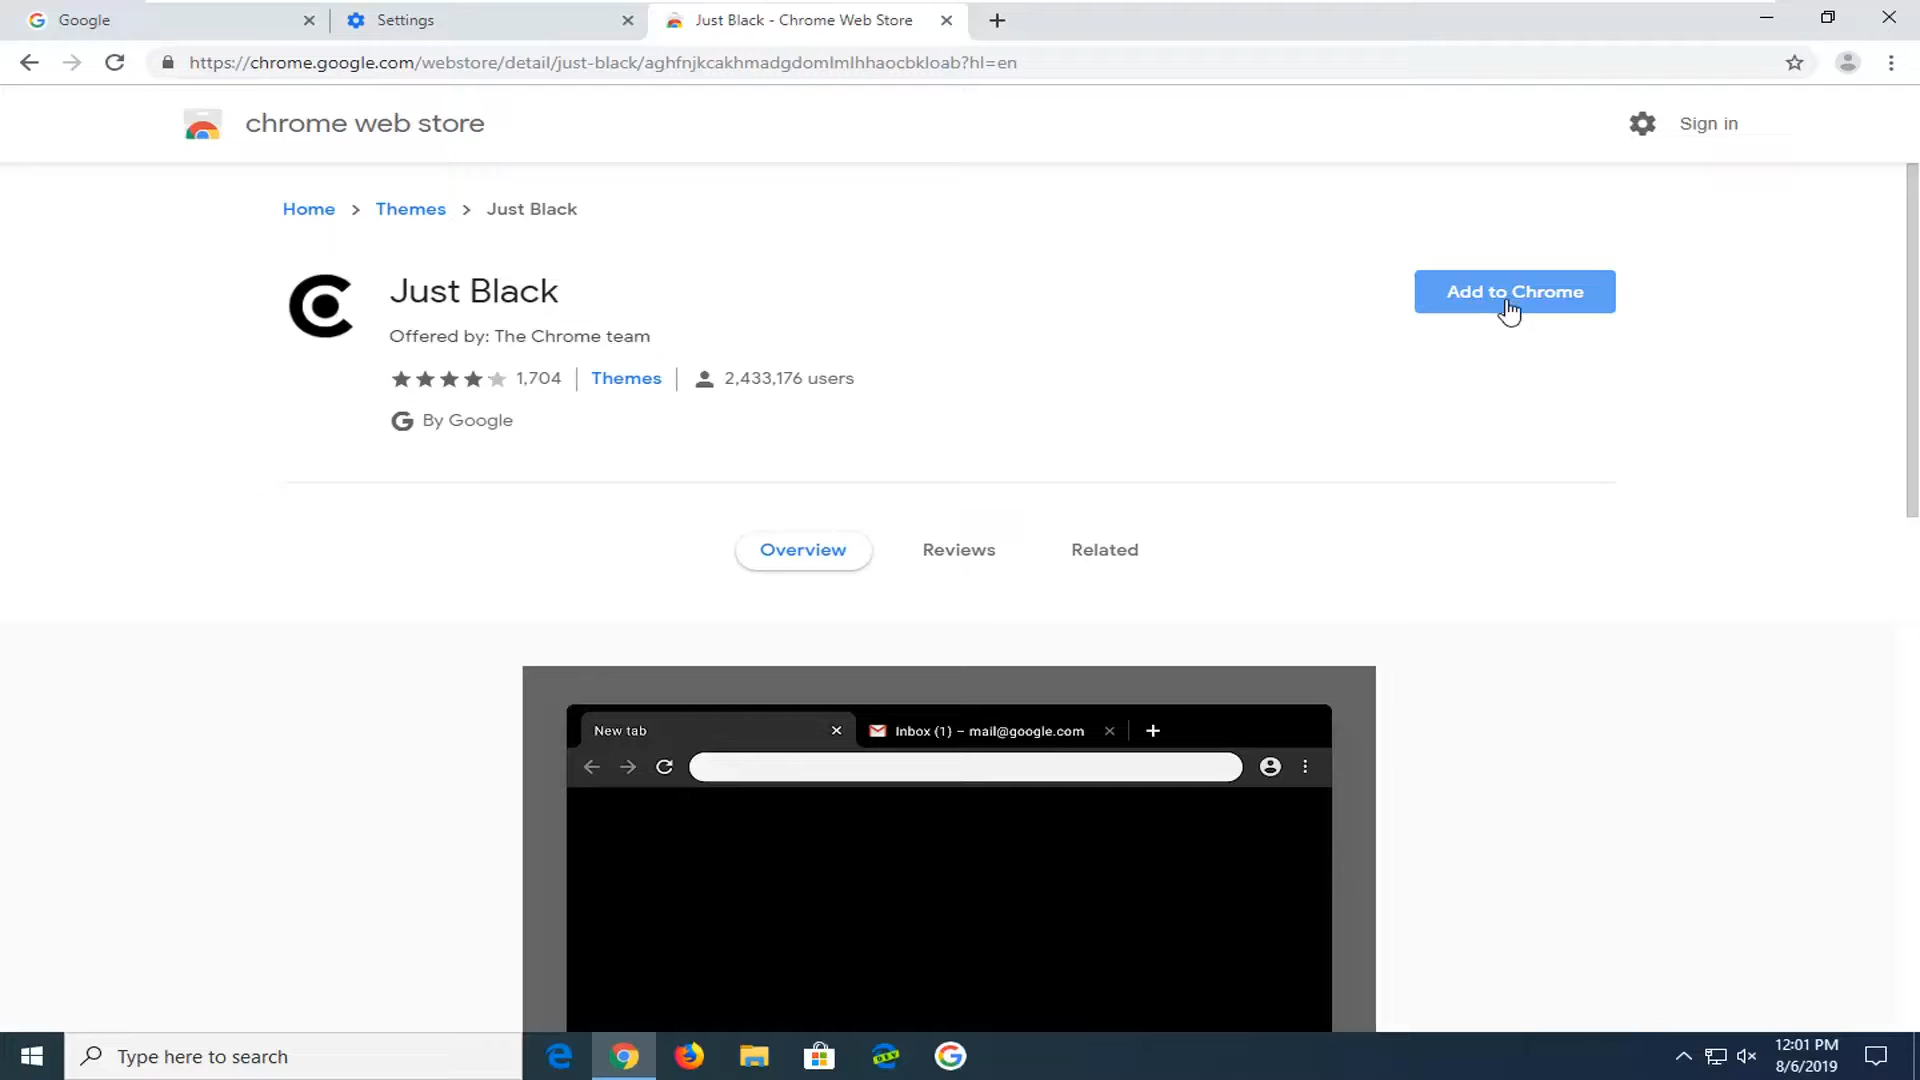 Google
Settings
Just Black - Chrome Web Store
https://chrome.google.com/webstore/detail/just-black/aghfnjkcakhmadgdomlmlhhaocbkloab?hl=en
chrome web store
Sign in
Home > Themes > Just Black
Just Black
Add to Chrome
Offered by: The Chrome team
1,704
Themes
2,433,176 users
By Google
Overview
Reviews
Related
New tab
Inbox (1) – mail@google.com
Type here to search
DEV
12:01 PM
8/6/2019